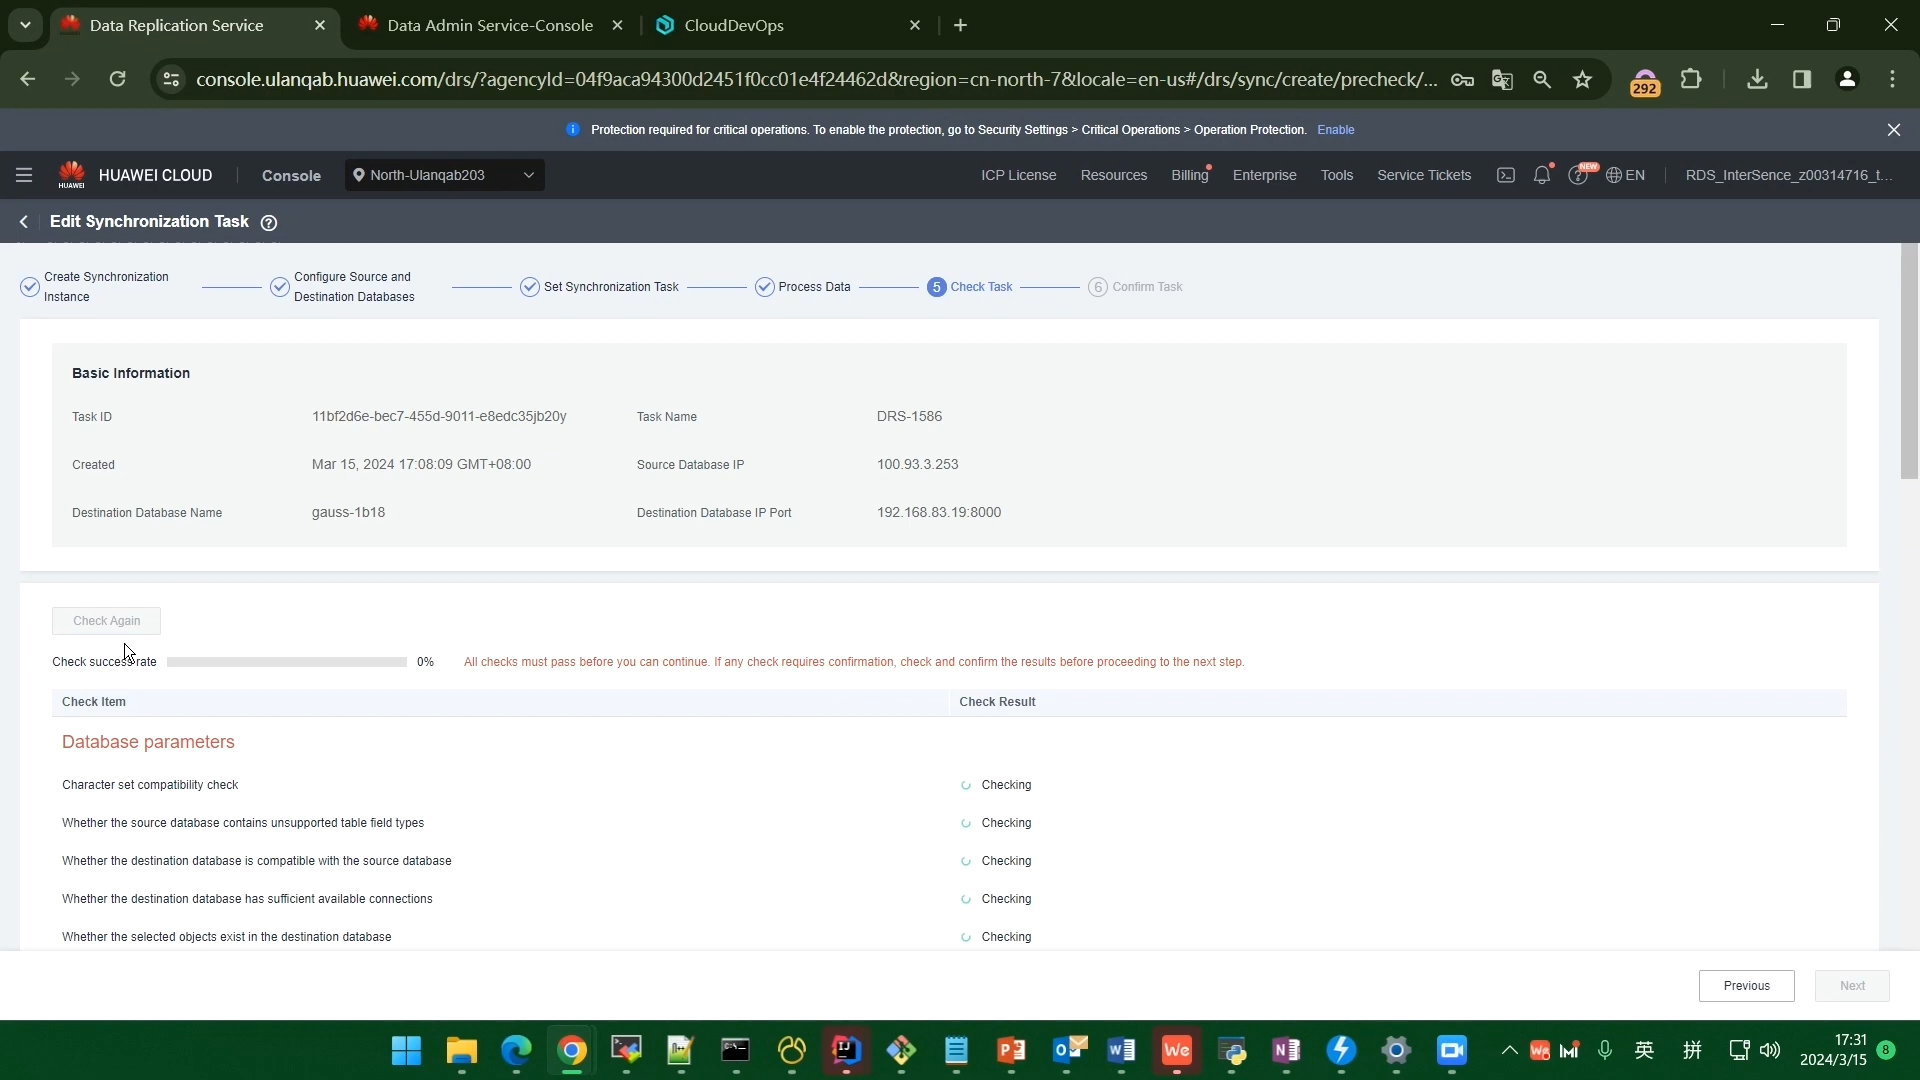 Data Replication Service
Data Admin Service-Console
CloudDevOps
console.ulanqab.huawei.com/drs/?agencyId=04f9aca94300d2451f0cc01e4f24462d&region=cn-north-7&locale=en-us#/drs/sync/create/precheck/...
292
Protection required for critical operations. To enable the protection, go to Security Settings > Critical Operations > Operation Protection. Enable
HUAWEI
HUAWEI CLOUD
Console
North-Ulanqab203
ICP License
Resources
Billing
Enterprise
Tools
Service Tickets
NEW
EN
RDS_InterSence_z00314716_t...
Edit Synchronization Task
Create Synchronization
Instance
Configure Source and
Destination Databases
Set Synchronization Task
Process Data
5 Check Task
6 Confirm Task
Basic Information
Task ID 11bf2d6e-bec7-455d-9011-e8edc35jb20y Task Name DRS-1586
Created Mar 15, 2024 17:08:09 GMT+08:00 Source Database IP 100.93.3.253
Destination Database Name gauss-1b18 Destination Database IP Port 192.168.83.19:8000
Check Again
Check success rate 0% All checks must pass before you can continue. If any check requires confirmation, check and confirm the results before proceeding to the next step.
Check Item Check Result
Database parameters
Character set compatibility check Checking
Whether the source database contains unsupported table field types Checking
Whether the destination database is compatible with the source database Checking
Whether the destination database has sufficient available connections Checking
Whether the selected objects exist in the destination database Checking
Previous
Next
英
拼
17:31
2024/3/15
8